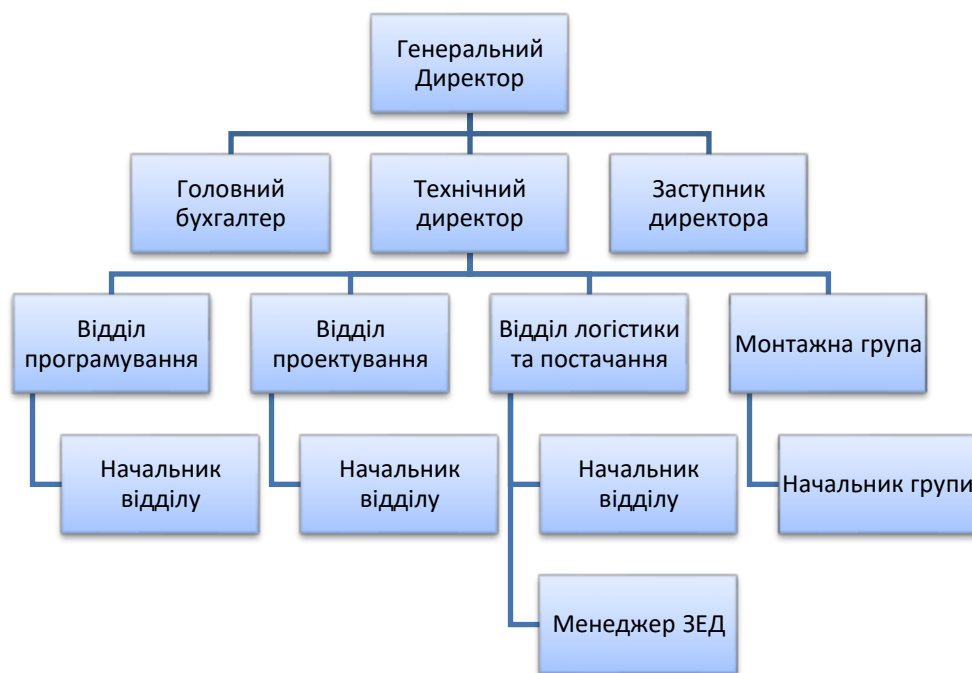 Генеральний
Директор
Головний
бухгалтер
Технічний
директор
Заступник
директора
Відділ
програмування
Відділ
проектування
Відділ логістики
та постачання
Монтажна група
Начальник
відділу
Начальник
відділу
Начальник
відділу
Начальник групи
Менеджер ЗЕД